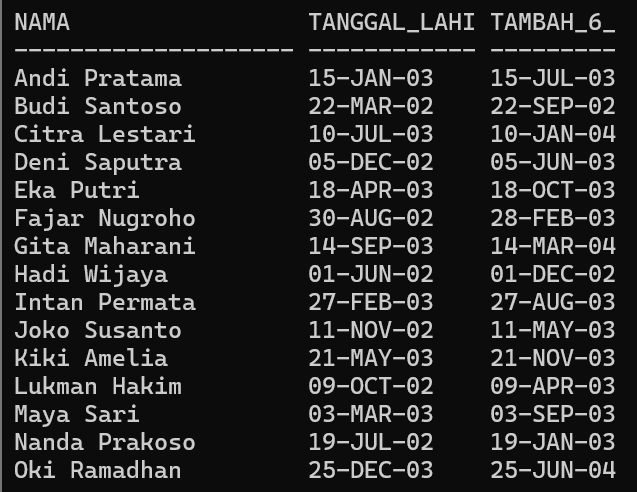 NAMA TANGGAL_LAHI TAMBAH_6_
-------------------- ------------ ---------
Andi Pratama 15-JAN-03 15-JUL-03
Budi Santoso 22-MAR-02 22-SEP-02
Citra Lestari 10-JUL-03 10-JAN-04
Deni Saputra 05-DEC-02 05-JUN-03
Eka Putri 18-APR-03 18-OCT-03
Fajar Nugroho 30-AUG-02 28-FEB-03
Gita Maharani 14-SEP-03 14-MAR-04
Hadi Wijaya 01-JUN-02 01-DEC-02
Intan Permata 27-FEB-03 27-AUG-03
Joko Susanto 11-NOV-02 11-MAY-03
Kiki Amelia 21-MAY-03 21-NOV-03
Lukman Hakim 09-OCT-02 09-APR-03
Maya Sari 03-MAR-03 03-SEP-03
Nanda Prakoso 19-JUL-02 19-JAN-03
Oki Ramadhan 25-DEC-03 25-JUN-04